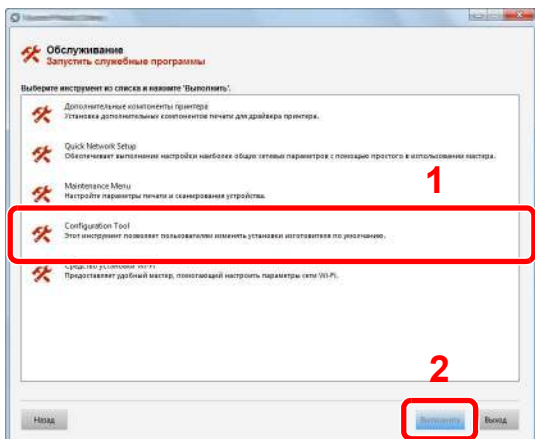 Обслуживание
Запустить служебные программы
Выберите инструмент из списка и нажмите 'Выполнить'.
Дополнительные компоненты принтера
Установка дополнительных компонентов печати для драйвера принтера.
Quick Network Setup
Обеспечивает выполнение настройки наиболее общих сетевых параметров с помощью простого в использовании мастера.
Maintenance Menu
Настройте параметры печати и сканирования устройства.
1
Configuration Tool
Этот инструмент позволяет пользователям изменять установки изготовителя по умолчанию.
Средство установки Wi-Fi
Предоставляет удобный мастер, помогающий настроить параметры сети Wi-Fi.
2
Назад
Выполнить
Выход